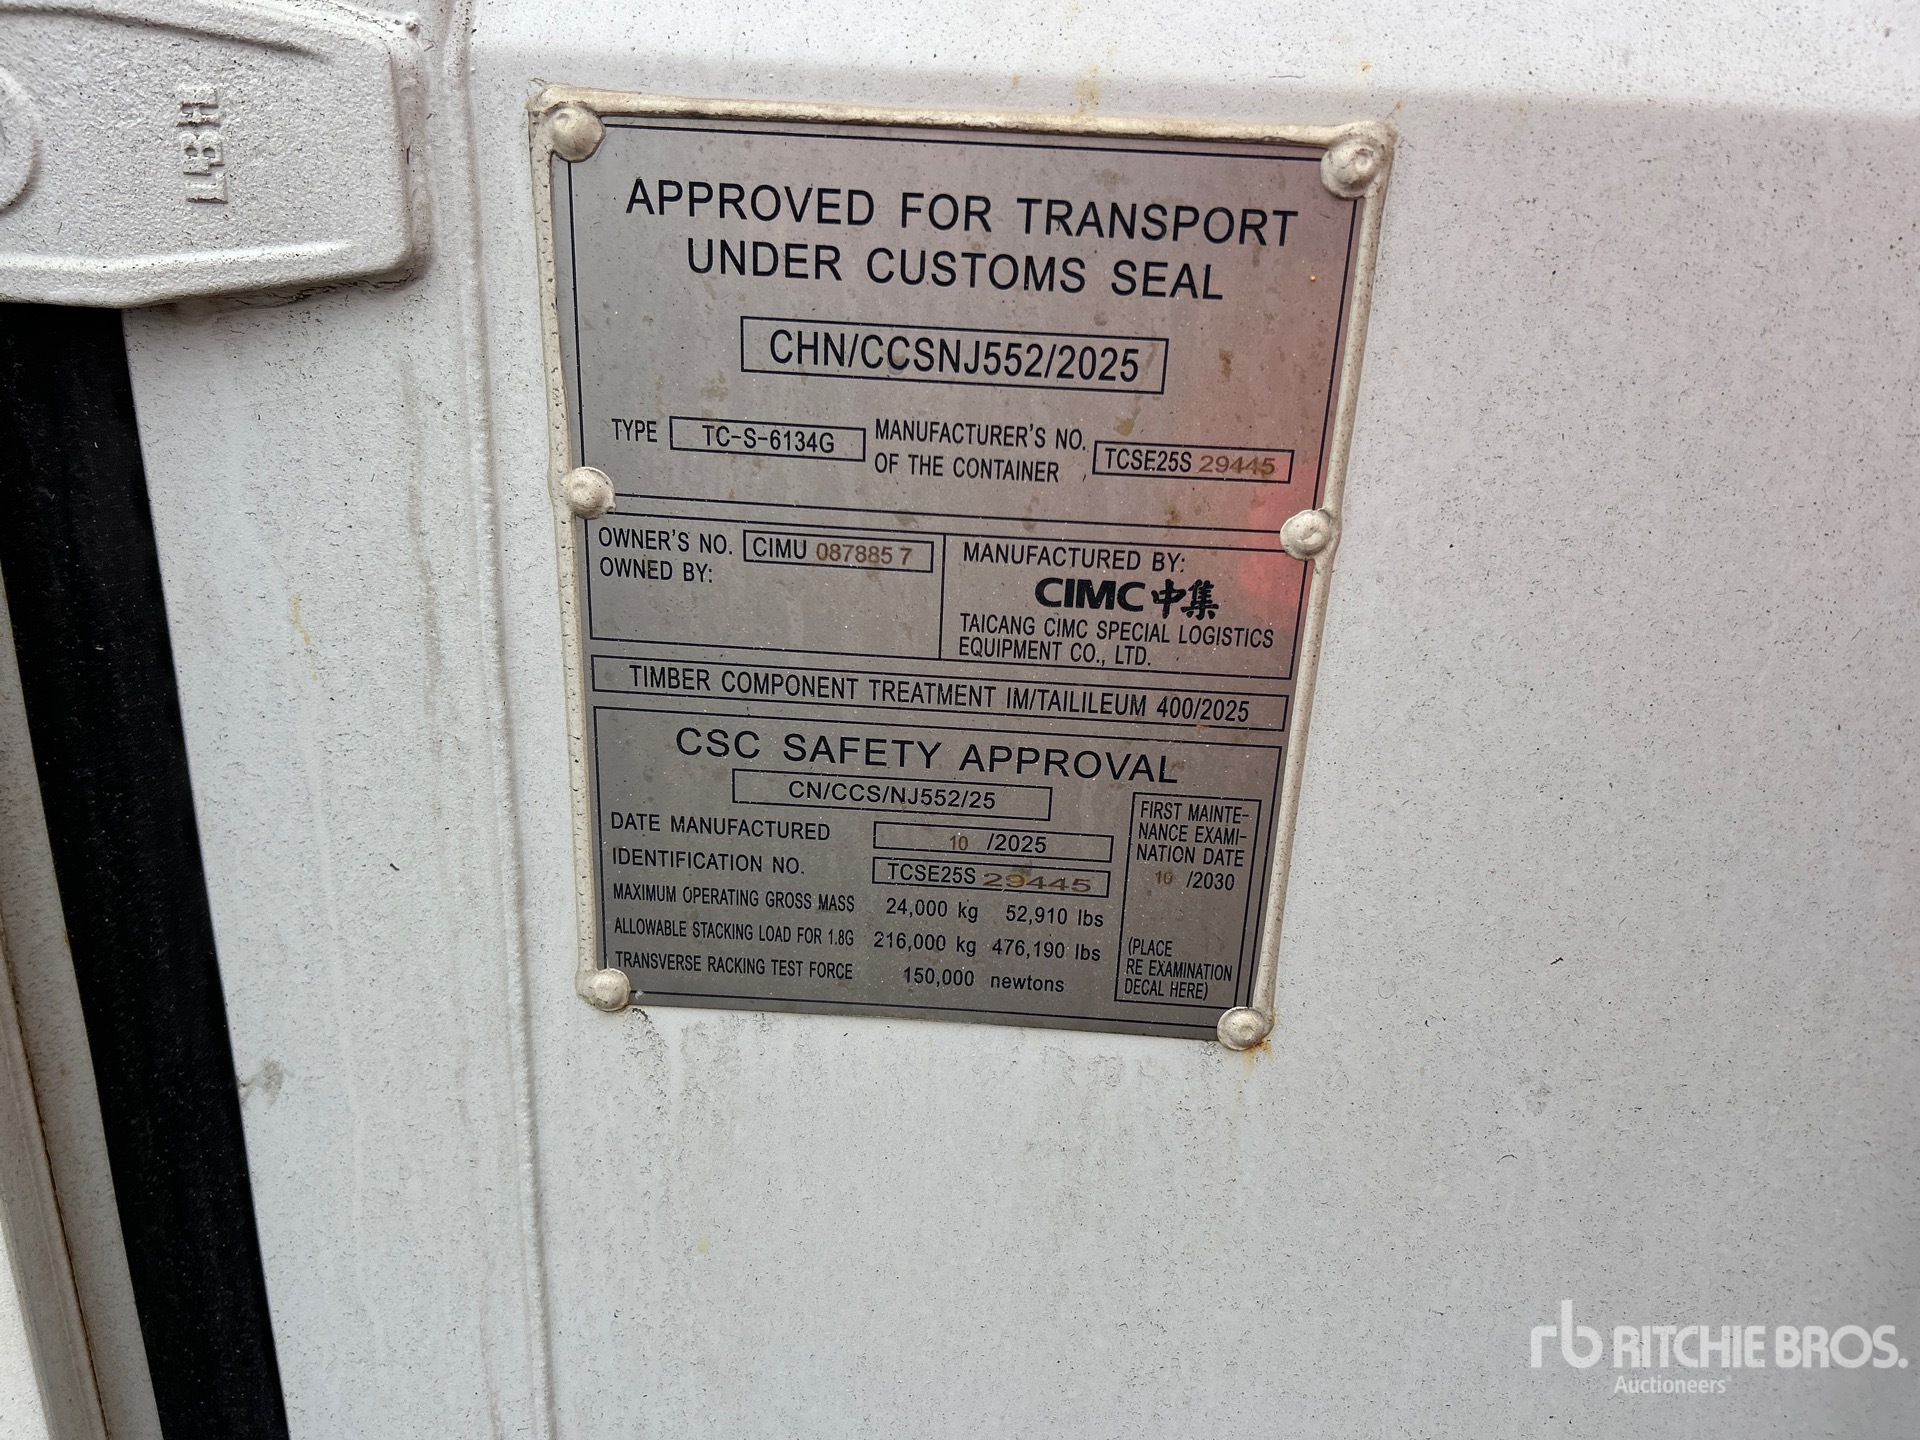 LBH
APPROVED FOR TRANSPORT
UNDER CUSTOMS SEAL
CHN/CCSNJ552/2025
TYPE TC-S-6134G
MANUFACTURER'S NO.
OF THE CONTAINER
TCSE25S 29445
OWNER'S NO. CIMU 087885 7
OWNED BY:
MANUFACTURED BY:
CIMC 中集
TAICANG CIMC SPECIAL LOGISTICS
EQUIPMENT CO., LTD.
TIMBER COMPONENT TREATMENT IM/TAILILEUM 400/2025
CSC SAFETY APPROVAL
CN/CCS/NJ552/25
DATE MANUFACTURED 10 /2025
IDENTIFICATION NO. TCSE25S 29445
MAXIMUM OPERATING GROSS MASS 24,000 kg 52,910 lbs
ALLOWABLE STACKING LOAD FOR 1.8G 216,000 kg 476,190 lbs
TRANSVERSE RACKING TEST FORCE 150,000 newtons
FIRST MAINTE-
NANCE EXAMI-
NATION DATE
10 /2030
(PLACE
RE EXAMINATION
DECAL HERE)
rb RITCHIE BROS.
Auctioneers